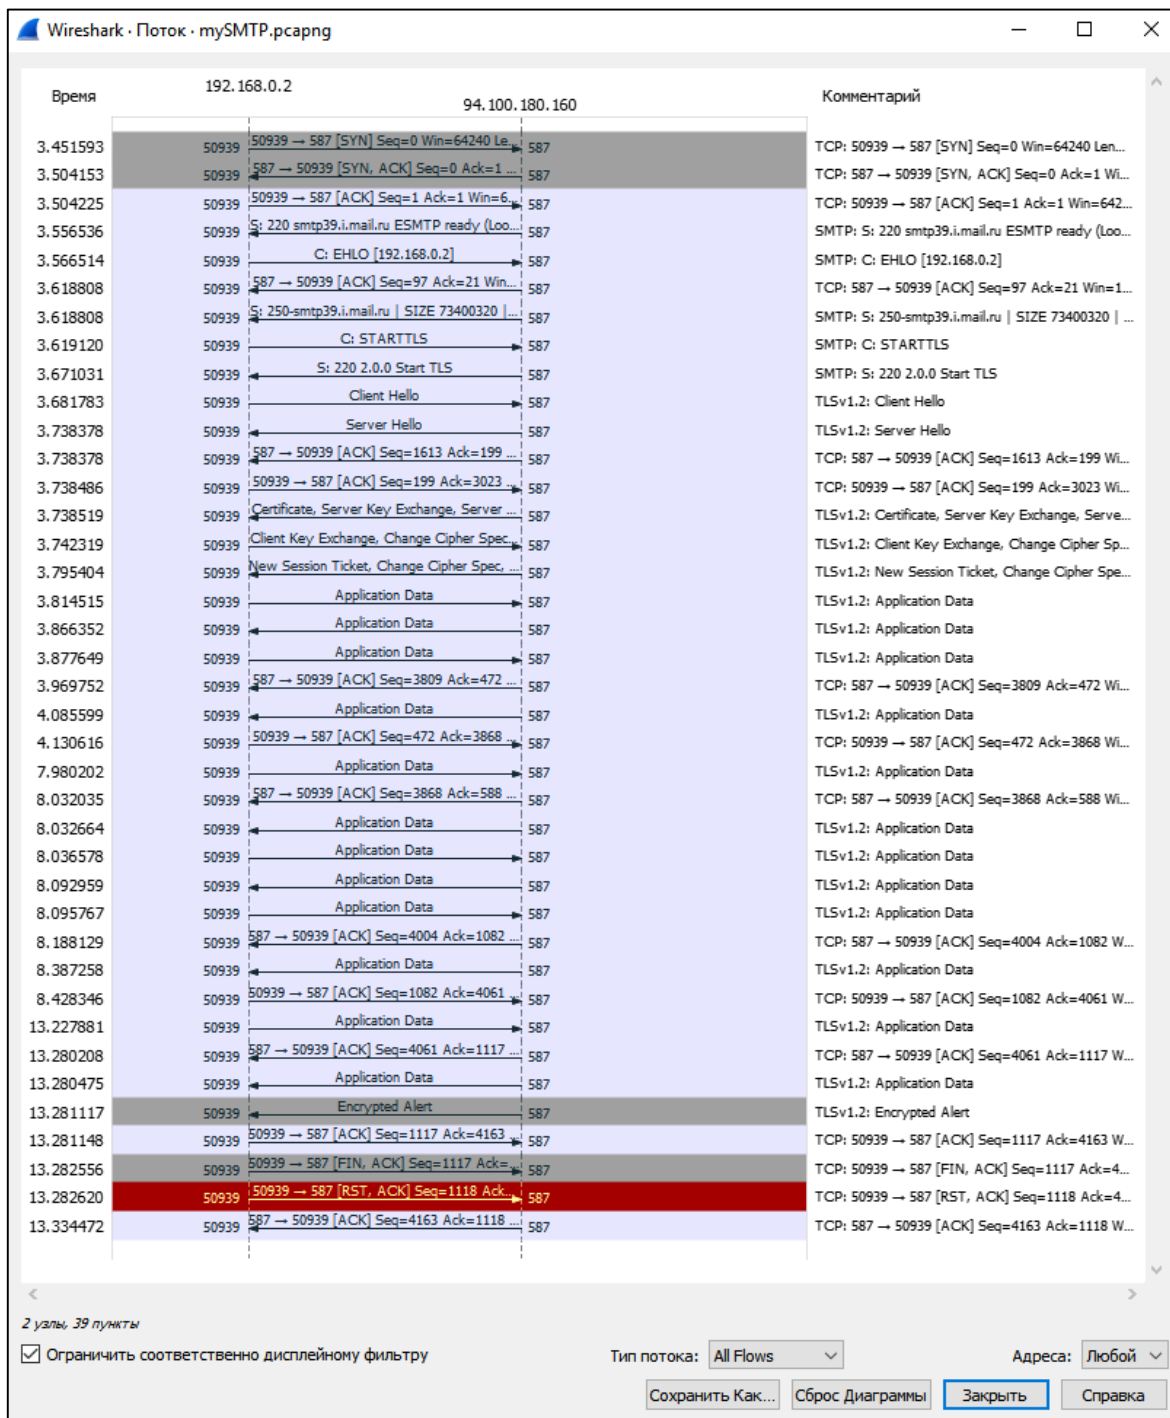 Wireshark · Поток · mySMTP.pcapng
Время 192.168.0.2 94.100.180.160 Комментарий
3.451593 50939 50939 → 587 [SYN] Seq=0 Win=64240 Le... 587 TCP: 50939 → 587 [SYN] Seq=0 Win=64240 Len...
3.504153 50939 587 → 50939 [SYN, ACK] Seq=0 Ack=1 ... 587 TCP: 587 → 50939 [SYN, ACK] Seq=0 Ack=1 Wi...
3.504225 50939 50939 → 587 [ACK] Seq=1 Ack=1 Win=6... 587 TCP: 50939 → 587 [ACK] Seq=1 Ack=1 Win=642...
3.556536 50939 S: 220 smtp39.i.mail.ru ESMTP ready (Loo... 587 SMTP: S: 220 smtp39.i.mail.ru ESMTP ready (Loo...
3.566514 50939 C: EHLO [192.168.0.2] 587 SMTP: C: EHLO [192.168.0.2]
3.618808 50939 587 → 50939 [ACK] Seq=97 Ack=21 Win... 587 TCP: 587 → 50939 [ACK] Seq=97 Ack=21 Win=1...
3.618808 50939 S: 250-smtp39.i.mail.ru | SIZE 73400320 |... 587 SMTP: S: 250-smtp39.i.mail.ru | SIZE 73400320 | ...
3.619120 50939 C: STARTTLS 587 SMTP: C: STARTTLS
3.671031 50939 S: 220 2.0.0 Start TLS 587 SMTP: S: 220 2.0.0 Start TLS
3.681783 50939 Client Hello 587 TLSv1.2: Client Hello
3.738378 50939 Server Hello 587 TLSv1.2: Server Hello
3.738378 50939 587 → 50939 [ACK] Seq=1613 Ack=199 ... 587 TCP: 587 → 50939 [ACK] Seq=1613 Ack=199 Wi...
3.738486 50939 50939 → 587 [ACK] Seq=199 Ack=3023 ... 587 TCP: 50939 → 587 [ACK] Seq=199 Ack=3023 Wi...
3.738519 50939 Certificate, Server Key Exchange, Server ... 587 TLSv1.2: Certificate, Server Key Exchange, Serve...
3.742319 50939 Client Key Exchange, Change Cipher Spec... 587 TLSv1.2: Client Key Exchange, Change Cipher Sp...
3.795404 50939 New Session Ticket, Change Cipher Spec, ... 587 TLSv1.2: New Session Ticket, Change Cipher Spe...
3.814515 50939 Application Data 587 TLSv1.2: Application Data
3.866352 50939 Application Data 587 TLSv1.2: Application Data
3.877649 50939 Application Data 587 TLSv1.2: Application Data
3.969752 50939 587 → 50939 [ACK] Seq=3809 Ack=472 ... 587 TCP: 587 → 50939 [ACK] Seq=3809 Ack=472 Wi...
4.085599 50939 Application Data 587 TLSv1.2: Application Data
4.130616 50939 50939 → 587 [ACK] Seq=472 Ack=3868 ... 587 TCP: 50939 → 587 [ACK] Seq=472 Ack=3868 Wi...
7.980202 50939 Application Data 587 TLSv1.2: Application Data
8.032035 50939 587 → 50939 [ACK] Seq=3868 Ack=588 ... 587 TCP: 587 → 50939 [ACK] Seq=3868 Ack=588 Wi...
8.032664 50939 Application Data 587 TLSv1.2: Application Data
8.036578 50939 Application Data 587 TLSv1.2: Application Data
8.092959 50939 Application Data 587 TLSv1.2: Application Data
8.095767 50939 Application Data 587 TLSv1.2: Application Data
8.188129 50939 587 → 50939 [ACK] Seq=4004 Ack=1082 ... 587 TCP: 587 → 50939 [ACK] Seq=4004 Ack=1082 W...
8.387258 50939 Application Data 587 TLSv1.2: Application Data
8.428346 50939 50939 → 587 [ACK] Seq=1082 Ack=4061 ... 587 TCP: 50939 → 587 [ACK] Seq=1082 Ack=4061 W...
13.227881 50939 Application Data 587 TLSv1.2: Application Data
13.280208 50939 587 → 50939 [ACK] Seq=4061 Ack=1117 ... 587 TCP: 587 → 50939 [ACK] Seq=4061 Ack=1117 W...
13.280475 50939 Application Data 587 TLSv1.2: Application Data
13.281117 50939 Encrypted Alert 587 TLSv1.2: Encrypted Alert
13.281148 50939 50939 → 587 [ACK] Seq=1117 Ack=4163 ... 587 TCP: 50939 → 587 [ACK] Seq=1117 Ack=4163 W...
13.282556 50939 50939 → 587 [FIN, ACK] Seq=1117 Ack=... 587 TCP: 50939 → 587 [FIN, ACK] Seq=1117 Ack=4...
13.282620 50939 50939 → 587 [RST, ACK] Seq=1118 Ack... 587 TCP: 50939 → 587 [RST, ACK] Seq=1118 Ack=4...
13.334472 50939 587 → 50939 [ACK] Seq=4163 Ack=1118 ... 587 TCP: 587 → 50939 [ACK] Seq=4163 Ack=1118 W...
2 узлы, 39 пункты
Ограничить соответственно дисплейному фильтру Тип потока: All Flows Адреса: Любой
Сохранить Как... Сброс Диаграммы Закрыть Справка